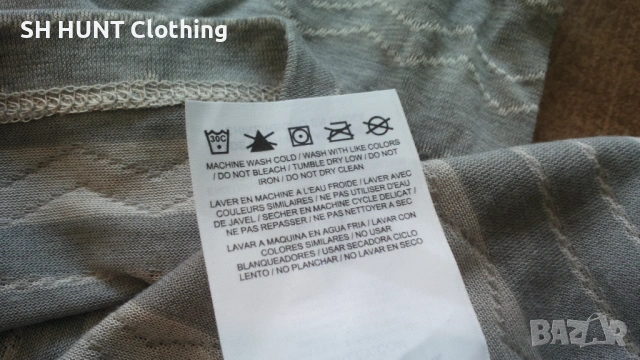 SH HUNT Clothing
30C
MACHINE WASH COLD / WASH WITH LIKE COLORS
/ DO NOT BLEACH / TUMBLE DRY LOW / DO NOT
IRON / DO NOT DRY CLEAN
LAVER EN MACHINE A L'EAU FROIDE / LAVER AVEC
COULEURS SIMILAIRES / NE PAS UTILISER D'EAU
DE JAVEL / SECHER EN MACHINE CYCLE DELICAT /
NE PAS REPASSER / NE PAS NETTOYER A SEC
LAVAR A MAQUINA EN AGUA FRIA / LAVAR CON
COLORES SIMILARES / NO USAR
BLANQUEADORES / USAR SECADORA CICLO
LENTO / NO PLANCHAR / NO LAVAR EN SECO
BAZAR